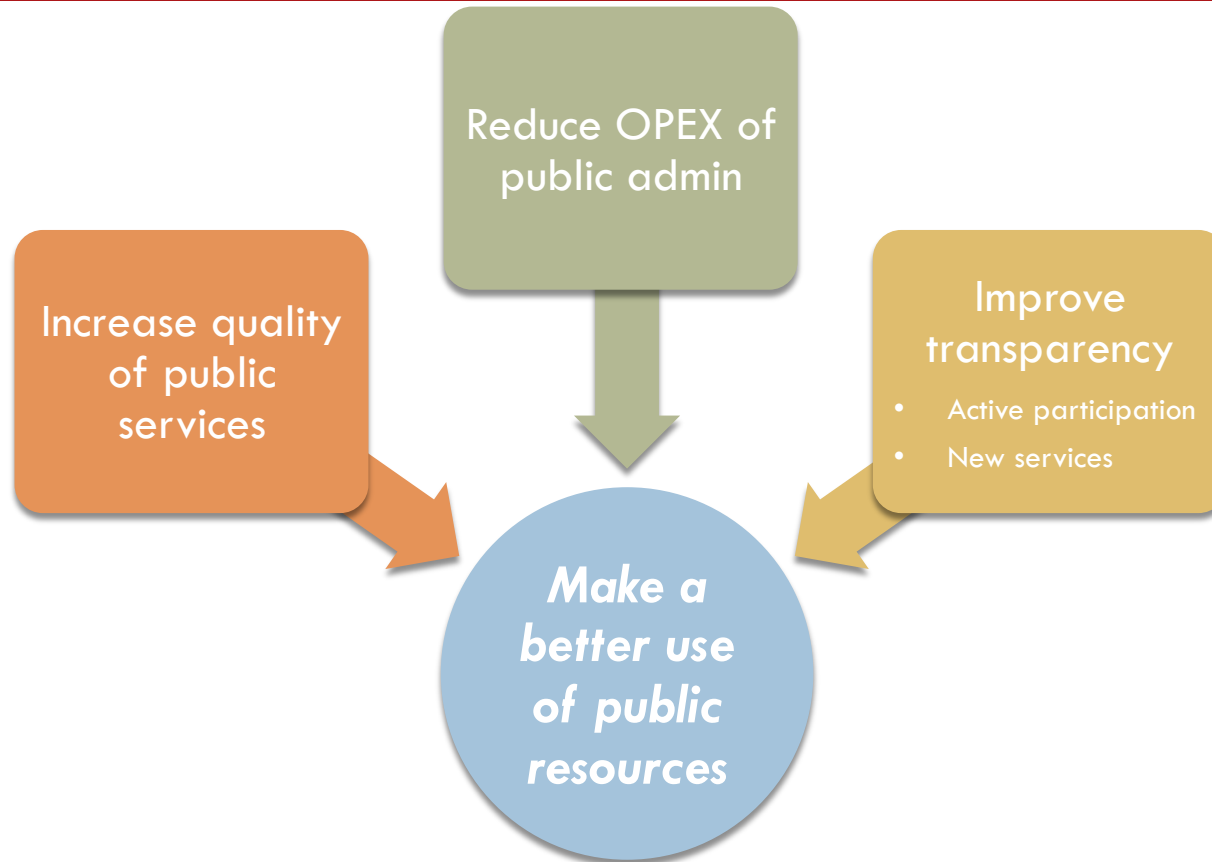 Reduce OPEX of
public admin
Increase quality
of public
services
Improve
transparency
• Active participation
• New services
Make a
better use
of public
resources